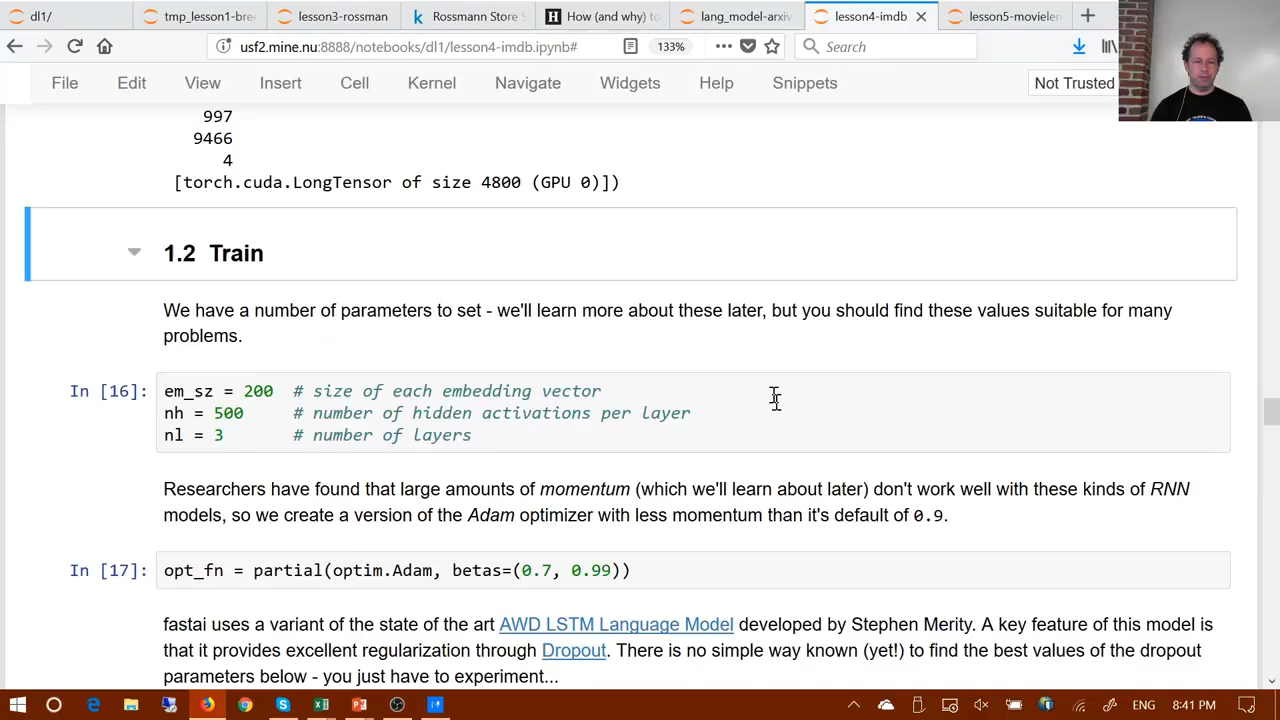 dl1/
tmp_lesson1-bre
lesson3-rossman
Rossmann Store S
How (and why) to
lang_model-arxiv
lesson4-imdb
lesson5-movielen
usf2.mine.nu:8888/notebooks/GIT/lesson4-imdb.ipynb#
133%
Search
File
Edit
View
Insert
Cell
Kernel
Navigate
Widgets
Help
Snippets
Not Trusted
997
9466
4
[torch.cuda.LongTensor of size 4800 (GPU 0)])
1.2 Train
We have a number of parameters to set - we'll learn more about these later, but you should find these values suitable for many
problems.
In [16]: em_sz = 200 # size of each embedding vector
nh = 500 # number of hidden activations per layer
nl = 3 # number of layers
Researchers have found that large amounts of momentum (which we'll learn about later) don't work well with these kinds of RNN
models, so we create a version of the Adam optimizer with less momentum than it's default of 0.9.
In [17]: opt_fn = partial(optim.Adam, betas=(0.7, 0.99))
fastai uses a variant of the state of the art AWD LSTM Language Model developed by Stephen Merity. A key feature of this model is
that it provides excellent regularization through Dropout. There is no simple way known (yet!) to find the best values of the dropout
parameters below - you just have to experiment...
ENG
8:41 PM